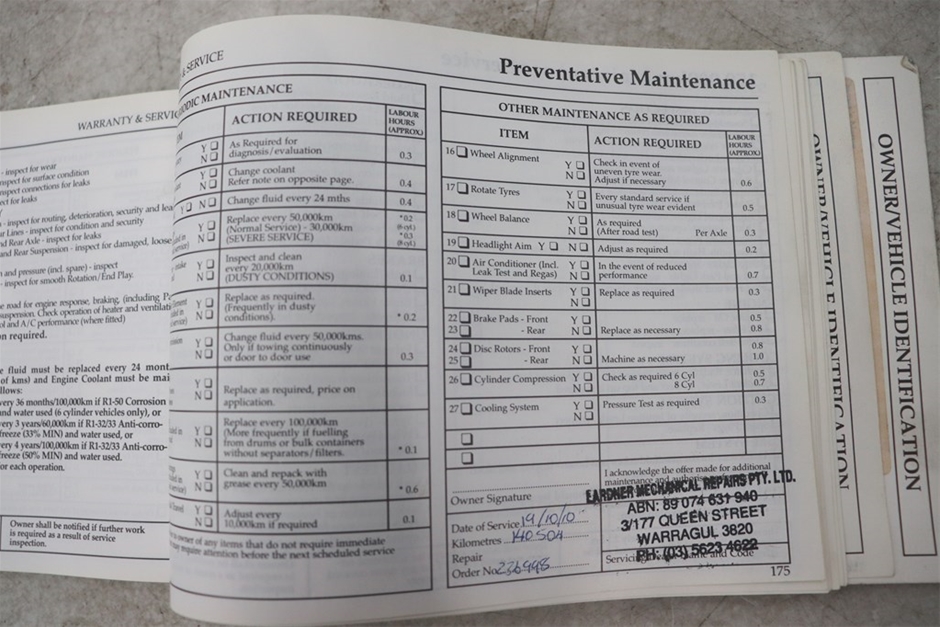 WARRANTY & SERVIC
- inspect for wear
nspect for surface condition
nspect connections for leaks
ect for leaks
- inspect for routing, deterioration, security and lea
r Lines - inspect for condition and security
nd Rear Axle - inspect for leaks
nd Rear Suspension - inspect for damaged, loose,
n and pressure (incl. spare) - inspect
- inspect for smooth Rotation/End Play.
e road for engine response, braking, (including P
suspension. Check operation of heater and ventilati
ol and A/C performance (where fitted)
on required.
e fluid must be replaced every 24 mont
of kms) and Engine Coolant must be mai
llows:
very 36 months/100,000km if R1-50 Corrosion
and water used (6 cylinder vehicles only), or
very 3 years/60,000km if R1-32/33 Anti-corro-
freeze (33% MIN) and water used, or
very 4 years/100,000km if R1-32/33 Anti-corro-
freeze (50% MIN) and water used.
for each operation.
Owner shall be notified if further work
is required as a result of service
inspection.
& SERVICE
ODIC MAINTENANCE
ACTION REQUIRED
LABOUR
HOURS
(APPROX)
Y N As Required for
diagnosis/evaluation 0.3
Y N Change coolant
Refer note on opposite page. 0.4
Y N Change fluid every 24 mths 0.4
Y N Replace every 50,000km *0.2
(Normal Service) - 30,000km (6-cyl.) *0.3
(SEVERE SERVICE) (8-cyl.)
Y N Inspect and clean
every 20,000km
(DUSTY CONDITIONS) 0.1
Y N Replace as required.
(Frequently in dusty
conditions). * 0.2
Y N Change fluid every 50,000kms.
Only if towing continuously
or door to door use 0.3
Y N Replace as required, price on
application.
Y N Replace every 100,000km
(More frequently if fuelling
from drums or bulk containers
without separators/filters. * 0.1
Y N Clean and repack with
grease every 50,000km * 0.6
Y N Adjust every
10,000km if required 0.1
owner of any items that do not require immediate
may require attention before the next scheduled service
Preventative Maintenance
OTHER MAINTENANCE AS REQUIRED
ITEM ACTION REQUIRED
LABOUR
HOURS
(APPROX)
16 Wheel Alignment Y N Check in event of
uneven tyre wear.
Adjust if necessary 0.6
17 Rotate Tyres Y N Every standard service if
unusual tyre wear evident 0.5
18 Wheel Balance Y N As required
(After road test) Per Axle 0.3
19 Headlight Aim Y N Adjust as required 0.2
20 Air Conditioner (Incl. Y In the event of reduced
Leak Test and Regas) N performance 0.7
21 Wiper Blade Inserts Y N Replace as required 0.3
22 Brake Pads - Front Y 0.5
23 - Rear N Replace as necessary 0.8
24 Disc Rotors - Front Y 0.8
25 - Rear N Machine as necessary 1.0
26 Cylinder Compression Y Check as required 6 Cyl 0.5
N 8 Cyl 0.7
27 Cooling System Y N Pressure Test as required 0.3
I acknowledge the offer made for additional
maintenance and
Owner Signature
EARDNER MECHANICAL REPAIRS PTY. LTD.
ABN: 89 074 631 940
3/177 QUEEN STREET
WARRAGUL 3820
PH: (03) 5623 4622
Date of Service 19/10/10
Kilometres 140504
Repair
Order No 236998
Name and Code
175
OWNER/VEHICLE IDENTIFICATION
OWNER/VEHICLE IDENTIFICATION